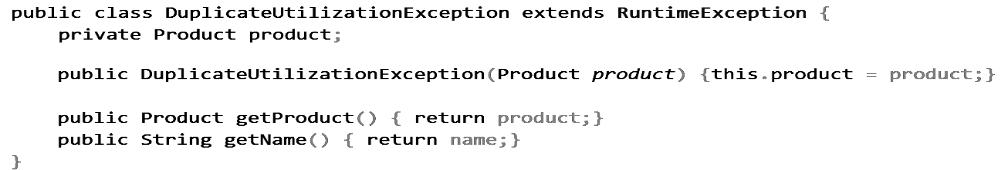 public class DuplicateUtilizationException extends RuntimeException {
    private Product product;
    public DuplicateUtilizationException(Product product) {this.product = product;}
    public Product getProduct() { return product;}
    public String getName() { return name;}
}